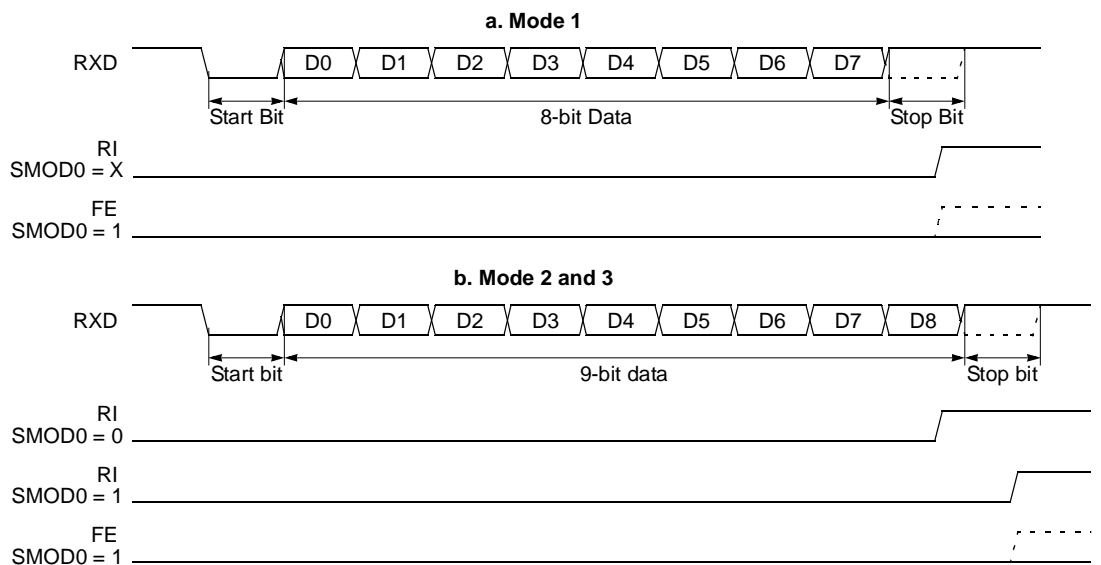 a. Mode 1
RXD D0 D1 D2 D3 D4 D5 D6 D7
Start Bit 8-bit Data Stop Bit
RI
SMOD0 = X
FE
SMOD0 = 1
b. Mode 2 and 3
RXD D0 D1 D2 D3 D4 D5 D6 D7 D8
Start bit 9-bit data Stop bit
RI
SMOD0 = 0
RI
SMOD0 = 1
FE
SMOD0 = 1